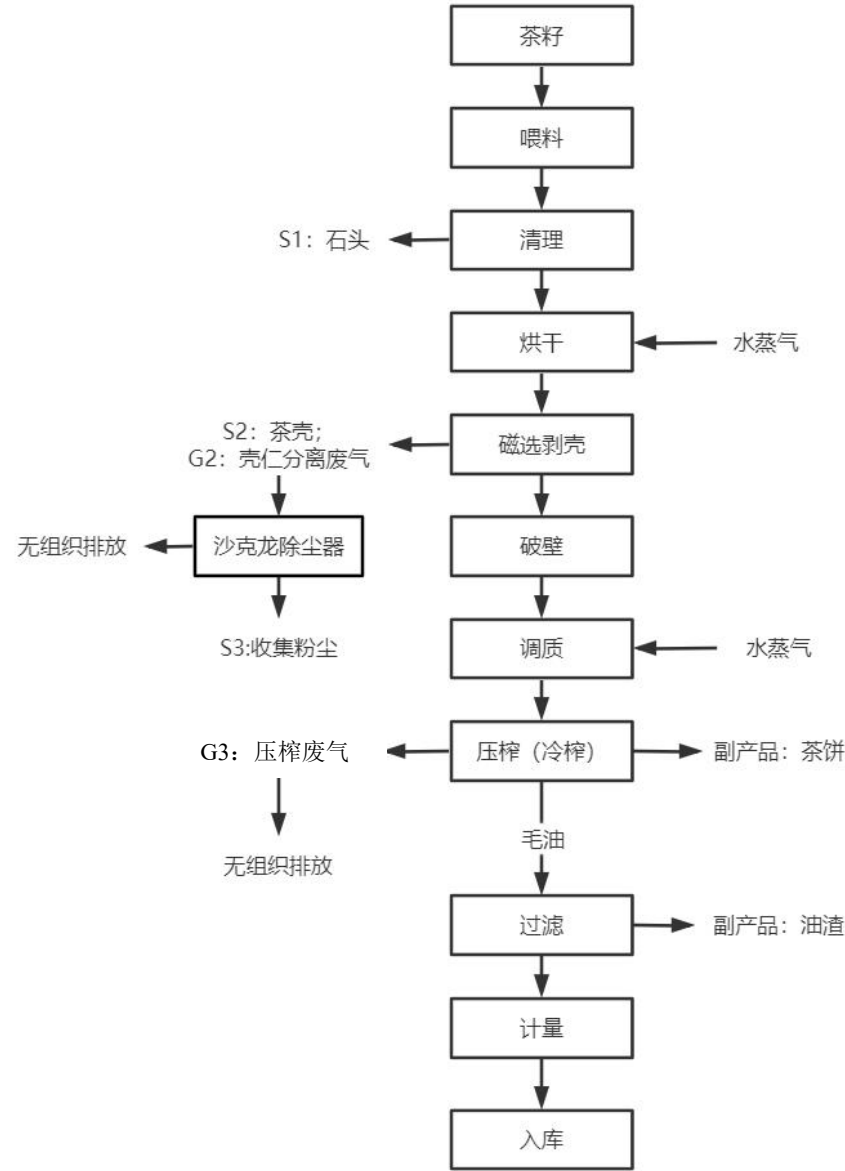 茶籽
喂料
S1：石头
清理
烘干
水蒸气
S2：茶壳；
G2：壳仁分离废气
磁选剥壳
无组织排放
沙克龙除尘器
破壁
S3:收集粉尘
调质
水蒸气
G3：压榨废气
压榨（冷榨）
副产品：茶饼
毛油
无组织排放
过滤
副产品：油渣
计量
入库